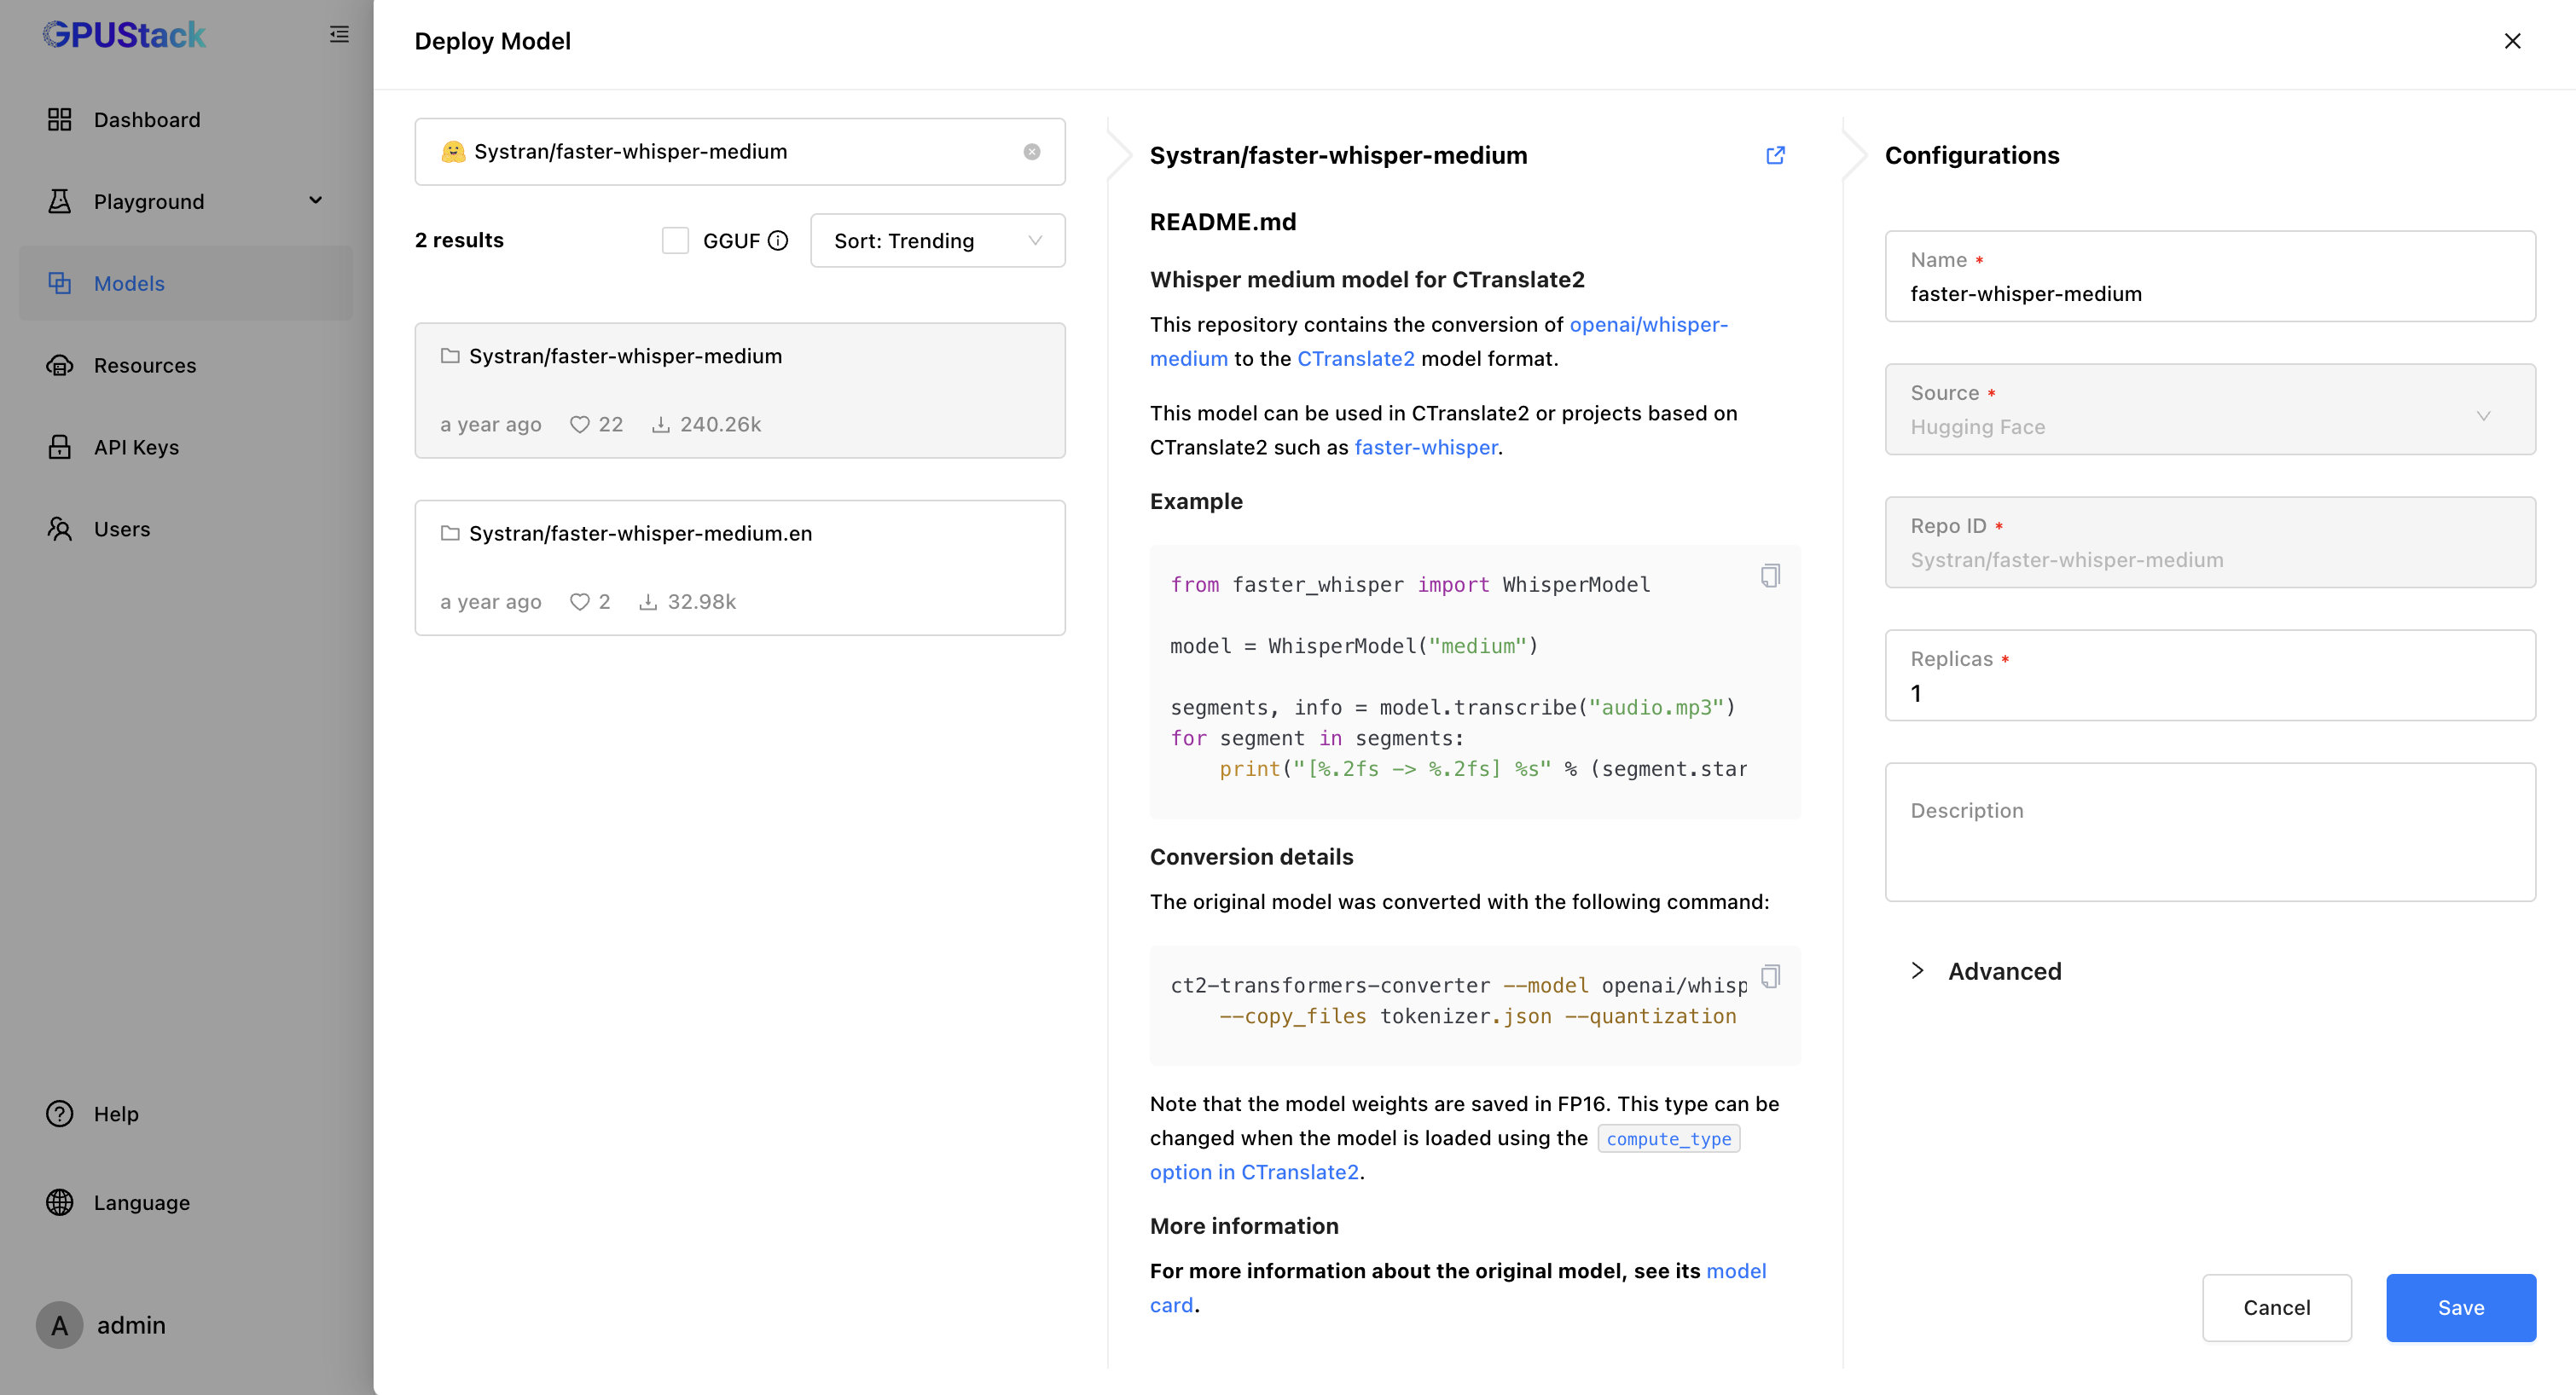 GPUStack
Dashboard
Playground
Models
Resources
API Keys
Users
Help
Language
A
admin
Deploy Model
Systran/faster-whisper-medium
2 results
GGUF
Sort: Trending
Systran/faster-whisper-medium
a year ago 22 240.26k
Systran/faster-whisper-medium.en
a year ago 2 32.98k
Systran/faster-whisper-medium
README.md
Whisper medium model for CTranslate2
This repository contains the conversion of openai/whisper-
medium to the CTranslate2 model format.
This model can be used in CTranslate2 or projects based on
CTranslate2 such as faster-whisper.
Example
from faster_whisper import WhisperModel
model = WhisperModel("medium")
segments, info = model.transcribe("audio.mp3")
for segment in segments:
    print("[%.2fs -> %.2fs] %s" % (segment.star
Conversion details
The original model was converted with the following command:
ct2-transformers-converter --model openai/whisp
    --copy_files tokenizer.json --quantization
Note that the model weights are saved in FP16. This type can be
changed when the model is loaded using the compute_type
option in CTranslate2.
More information
For more information about the original model, see its model
card.
Configurations
Name *
faster-whisper-medium
Source *
Hugging Face
Repo ID *
Systran/faster-whisper-medium
Replicas *
1
Description
Advanced
Cancel
Save